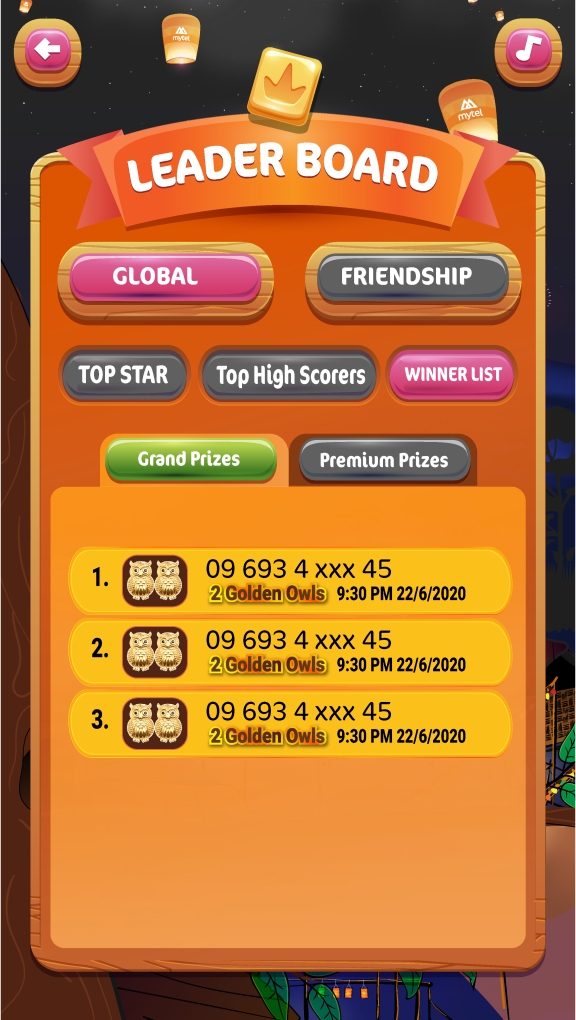 mytel
mytel
LEADER BOARD
GLOBAL
FRIENDSHIP
TOP STAR
Top High Scorers
WINNER LIST
Grand Prizes
Premium Prizes
1.
09 693 4 xxx 45
2 Golden Owls 9:30 PM 22/6/2020
2.
09 693 4 xxx 45
2 Golden Owls 9:30 PM 22/6/2020
3.
09 693 4 xxx 45
2 Golden Owls 9:30 PM 22/6/2020